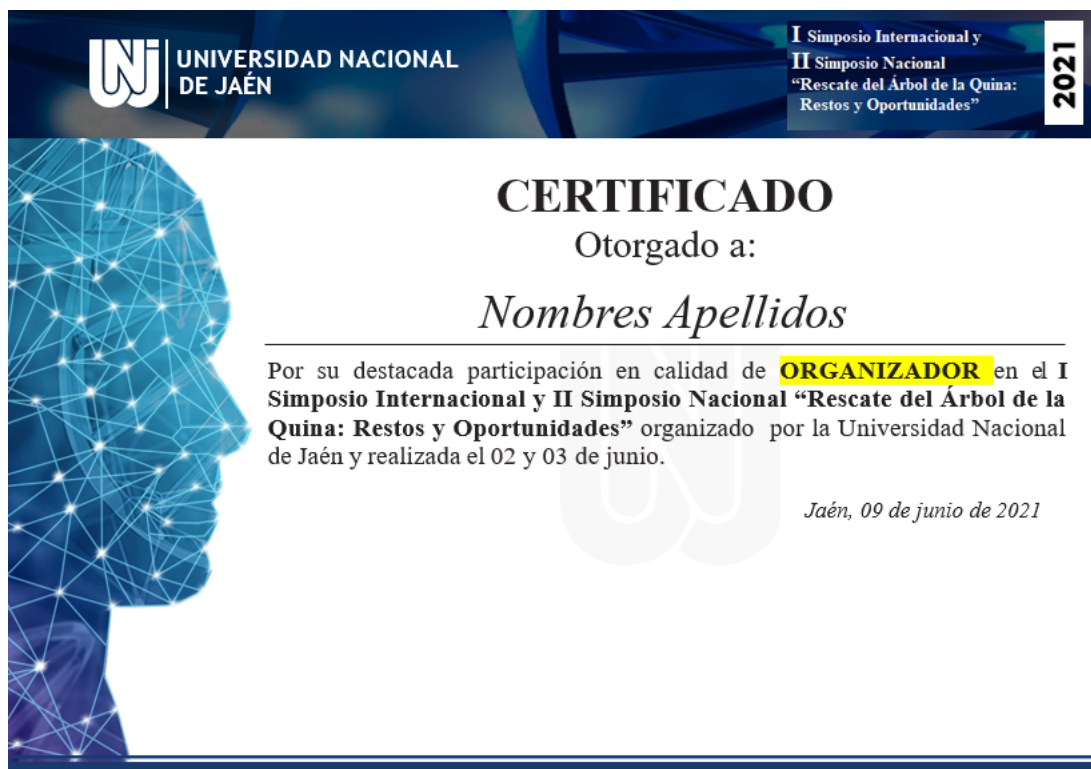 UNJ
UNIVERSIDAD NACIONAL
DE JAÉN
I Simposio Internacional y
II Simposio Nacional
“Rescate del Árbol de la Quina:
Restos y Oportunidades”
2021
CERTIFICADO
Otorgado a:
Nombres Apellidos
Por su destacada participación en calidad de ORGANIZADOR en el I
Simposio Internacional y II Simposio Nacional “Rescate del Árbol de la
Quina: Restos y Oportunidades” organizado por la Universidad Nacional
de Jaén y realizada el 02 y 03 de junio.
Jaén, 09 de junio de 2021